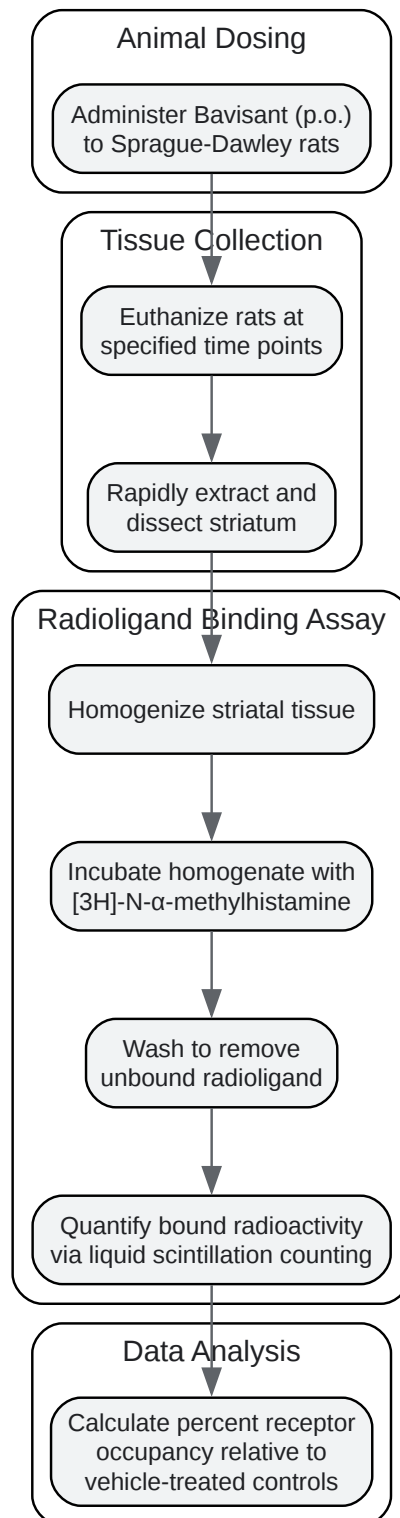 Animal Dosing
Administer Bavisant (p.o.)
to Sprague-Dawley rats
Tissue Collection
Euthanize rats at
specified time points
Rapidly extract and
dissect striatum
Radioligand Binding Assay
Homogenize striatal tissue
Incubate homogenate with
[3H]-N-α-methylhistamine
Wash to remove
unbound radioligand
Quantify bound radioactivity
via liquid scintillation counting
Data Analysis
Calculate percent receptor
occupancy relative to
vehicle-treated controls